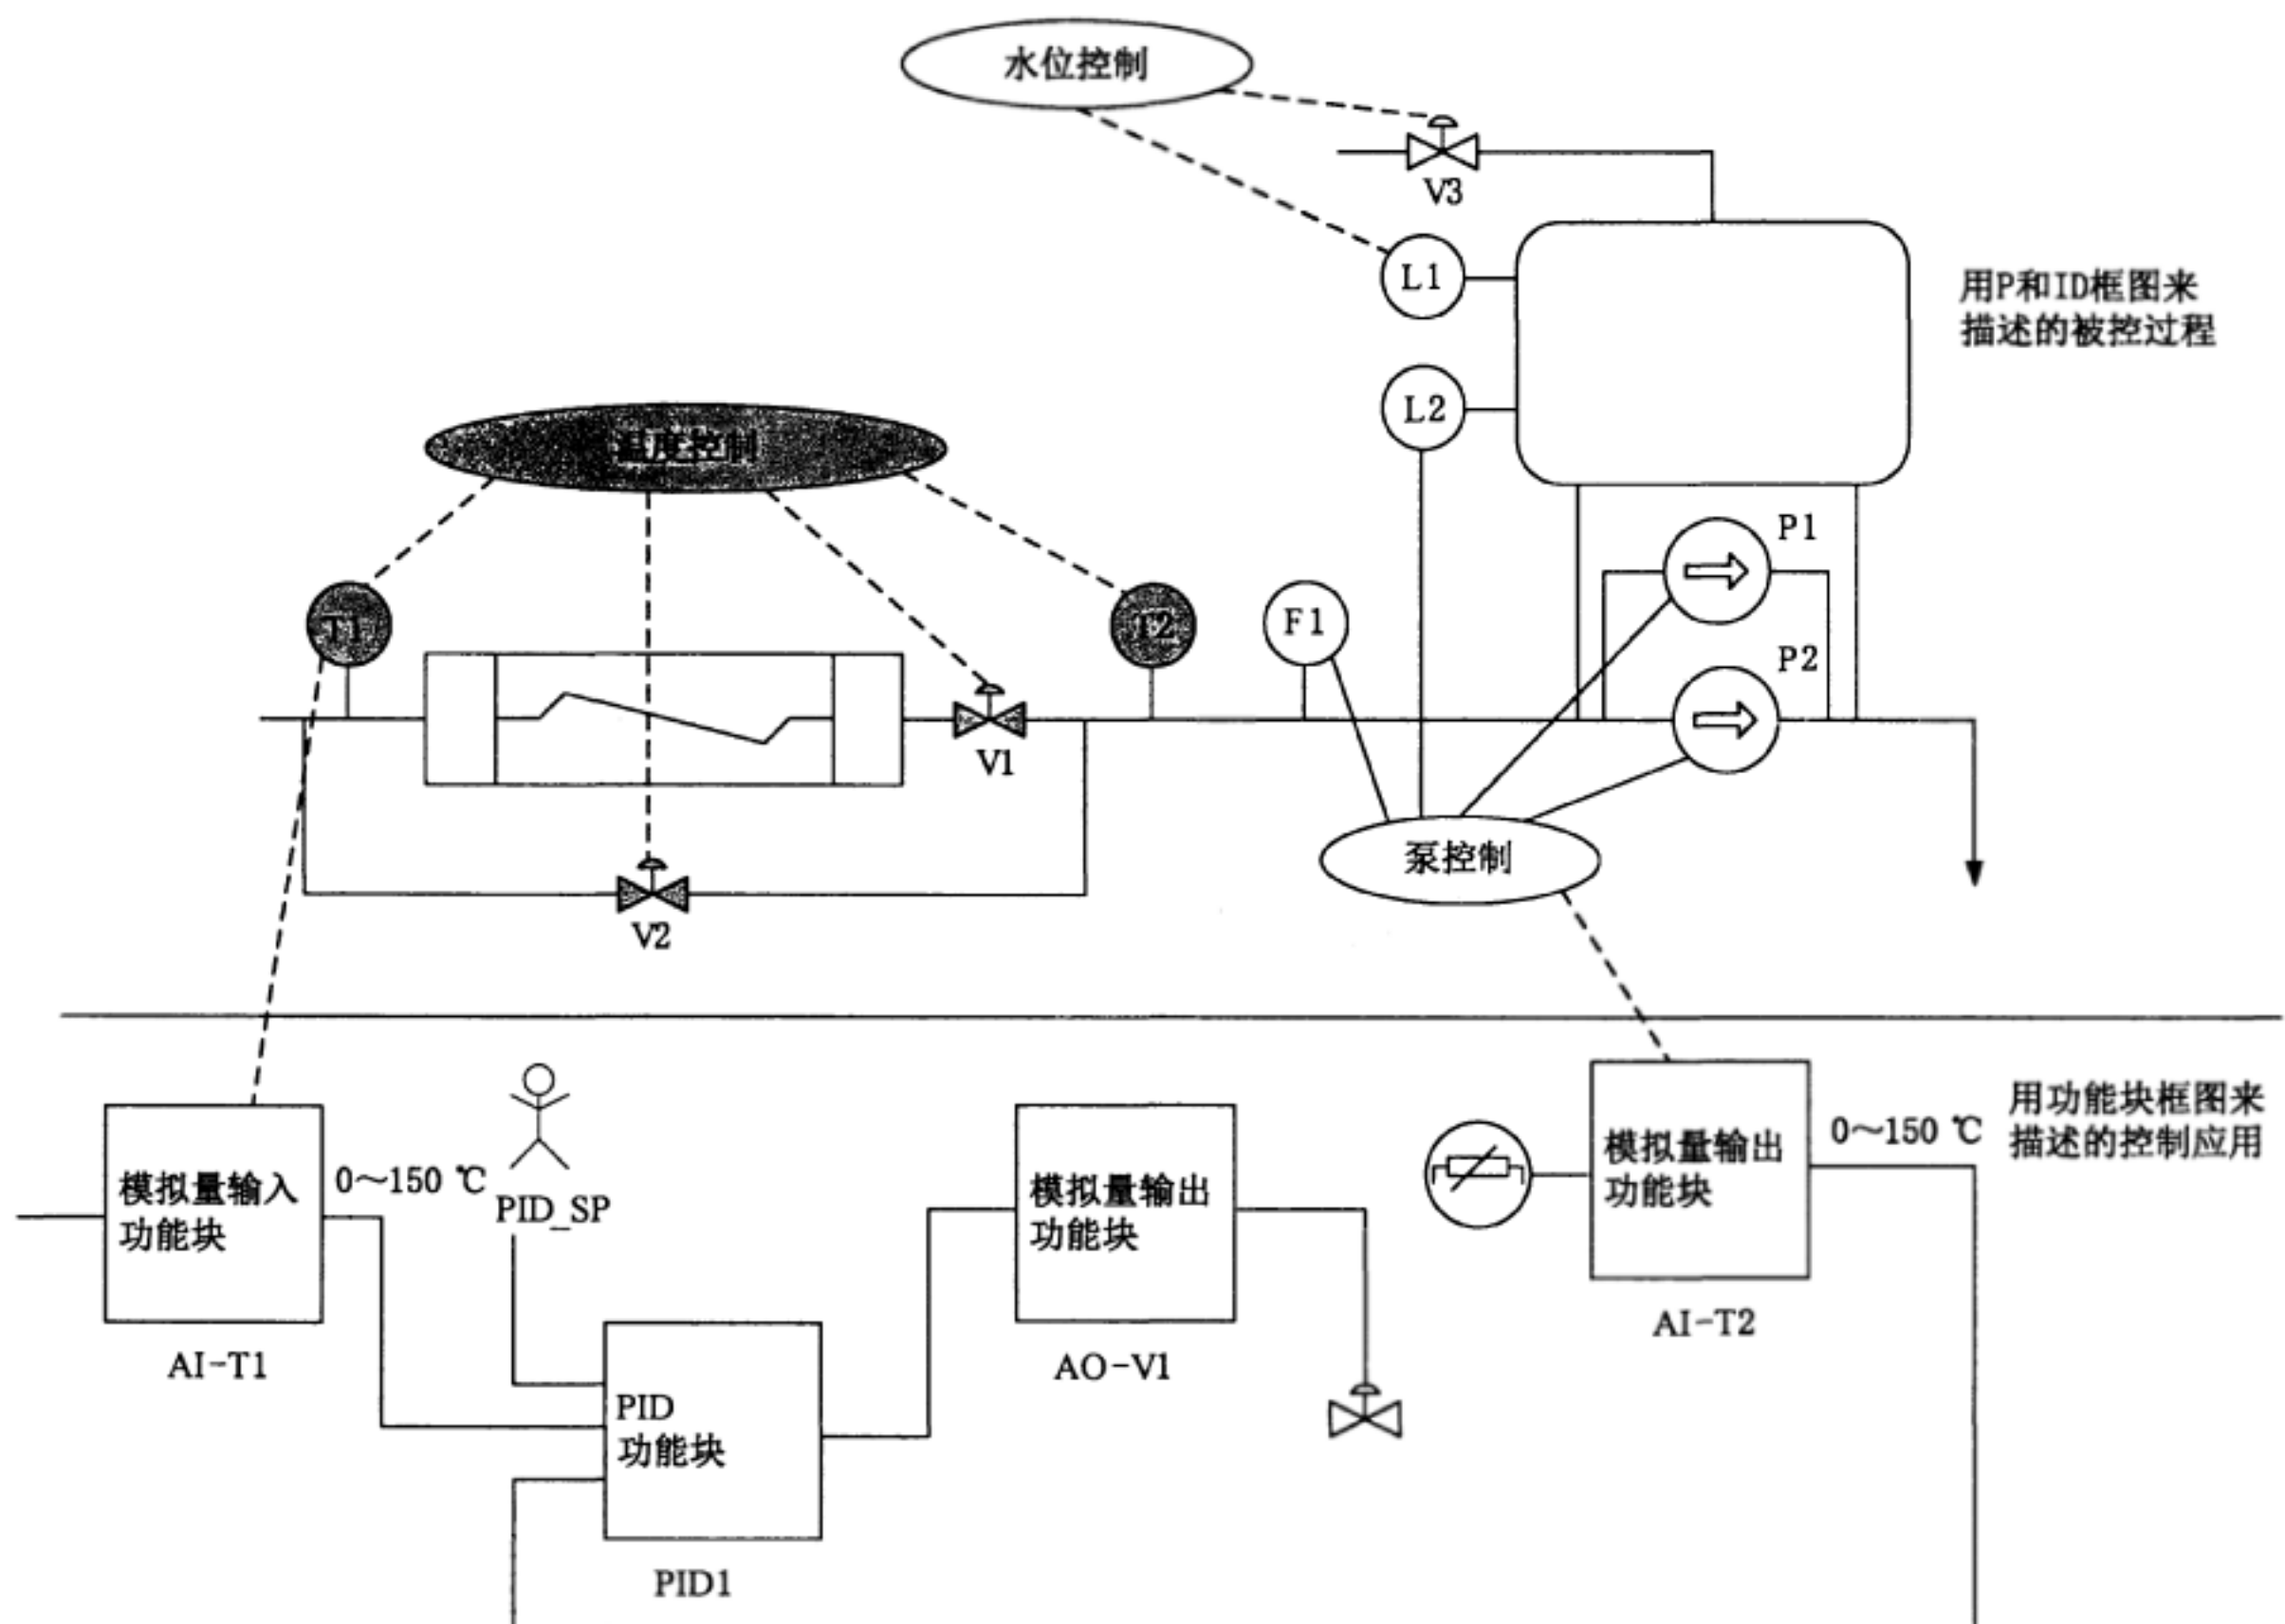 水位控制
V3
L1
用P和ID框图来
描述的被控过程
L2
温度控制
P1
T1
T2
F1
P2
V1
泵控制
V2
用功能块框图来
描述的控制应用
模拟量输入
功能块
0~150 ℃
PID_SP
模拟量输出
功能块
模拟量输出
功能块
0~150 ℃
AI-T1
AO-V1
AI-T2
PID
功能块
PID1